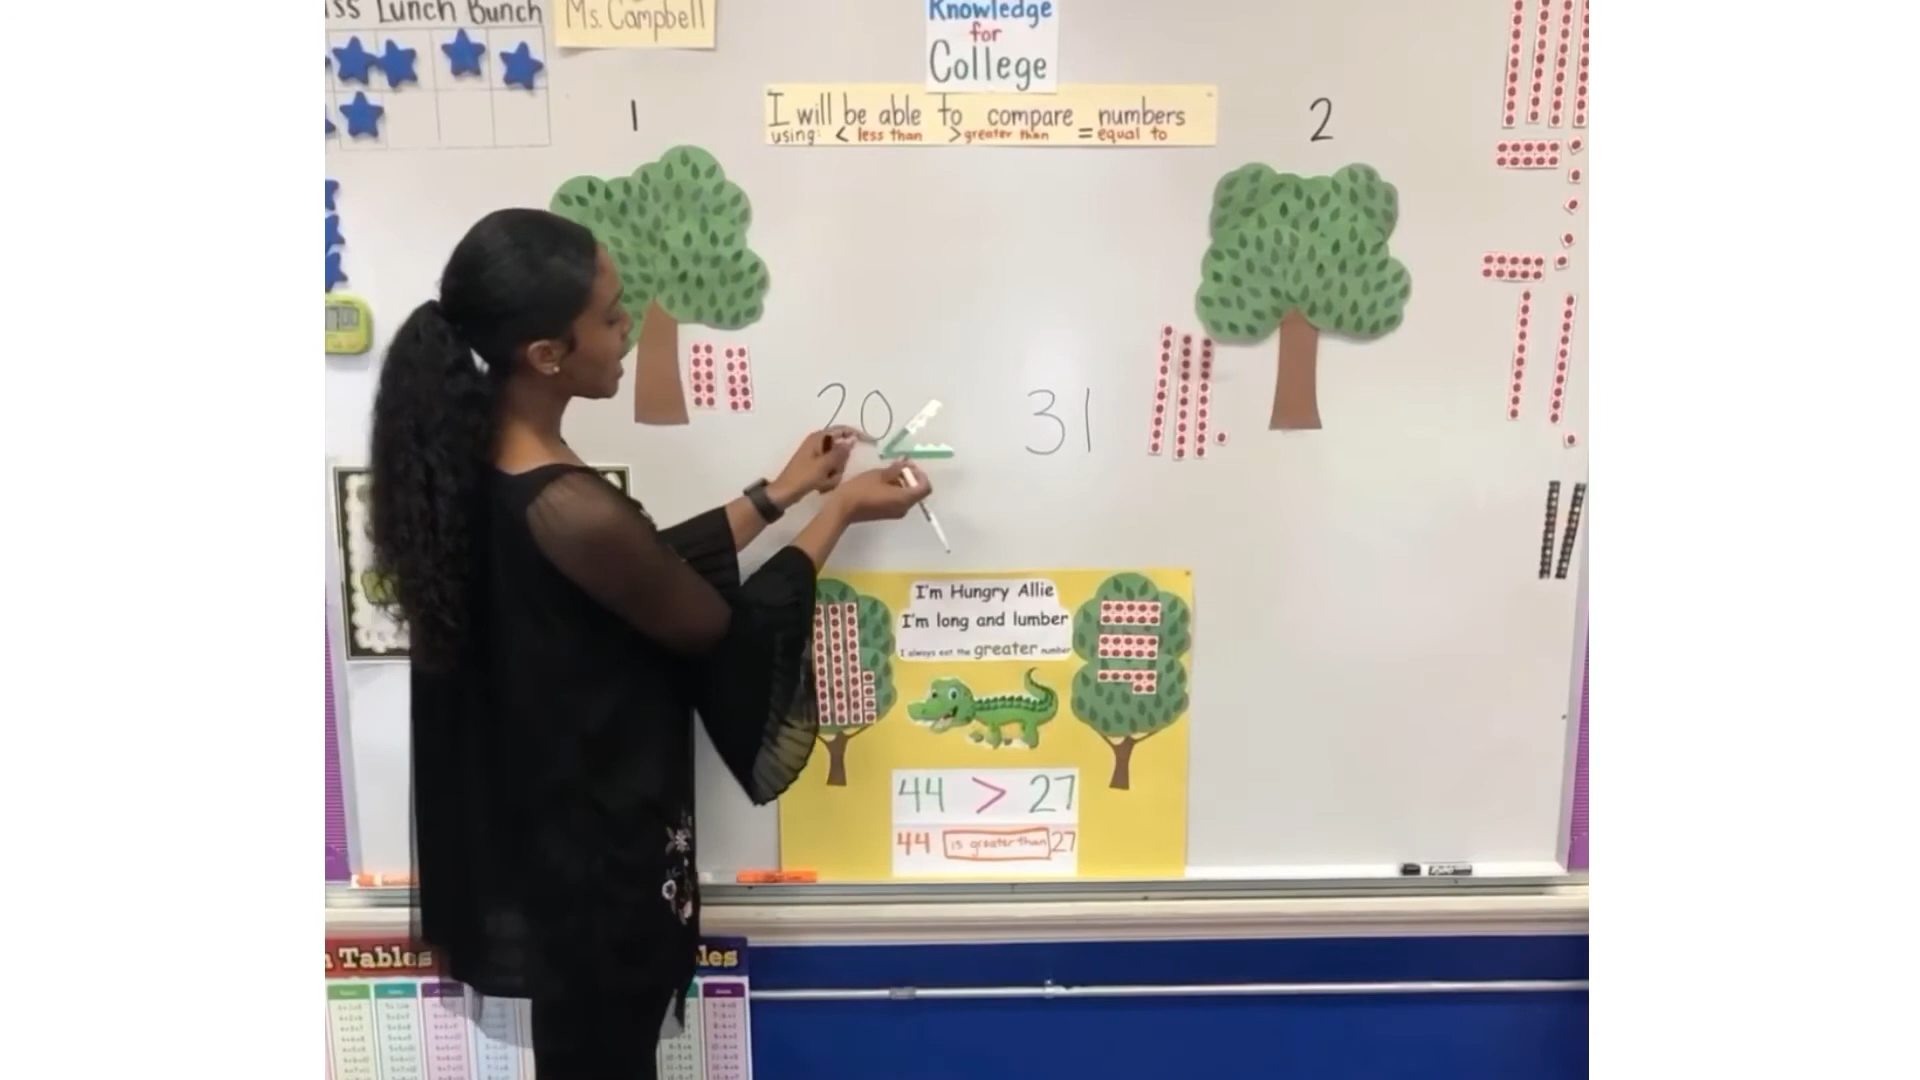 ss Lunch Bunch
Ms. Campbell
Knowledge
for
College
1
I will be able to compare numbers
using: < less than > greater than = equal to
2
20
31
I'm Hungry Allie
I'm long and lumber
I always eat the greater number
44 > 27
44 is greater than 27
Tables
les